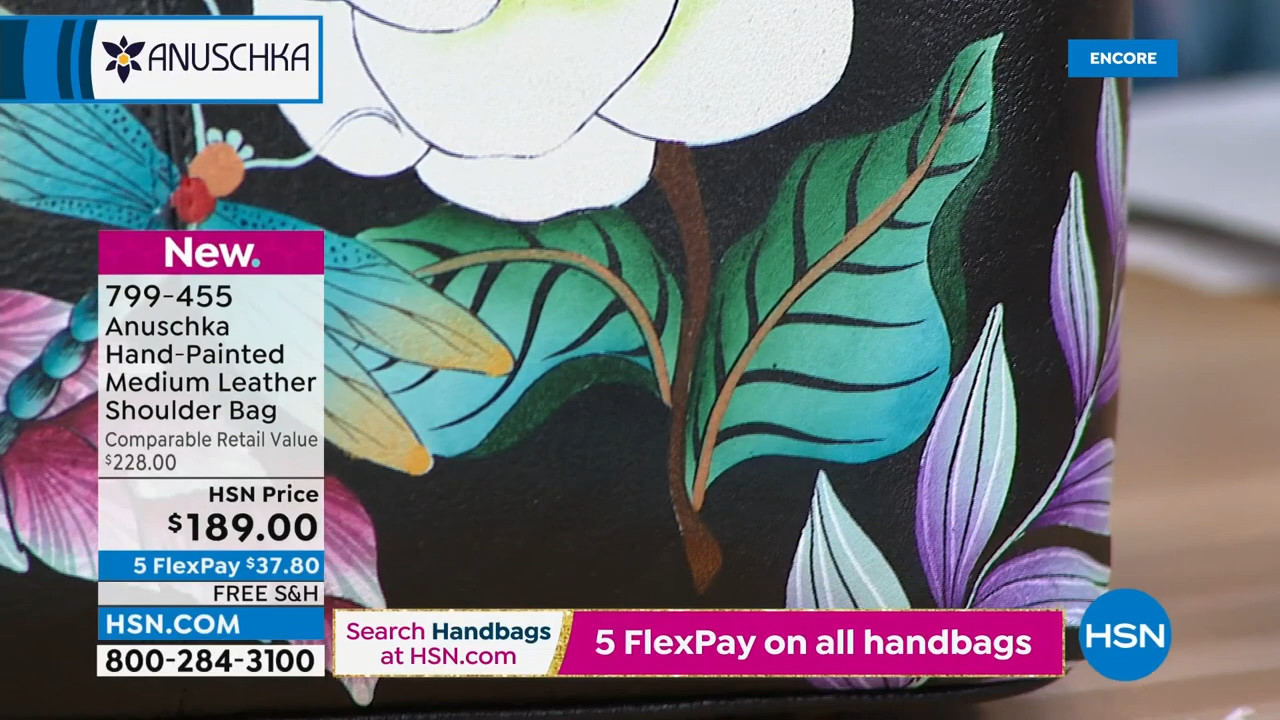 ANUSCHKA
ENCORE
New.
799-455
Anuschka
Hand-Painted
Medium Leather
Shoulder Bag
Comparable Retail Value
$228.00
HSN Price
$189.00
5 FlexPay $37.80
FREE S&H
HSN.COM
800-284-3100
Search Handbags
at HSN.com
5 FlexPay on all handbags
HSN